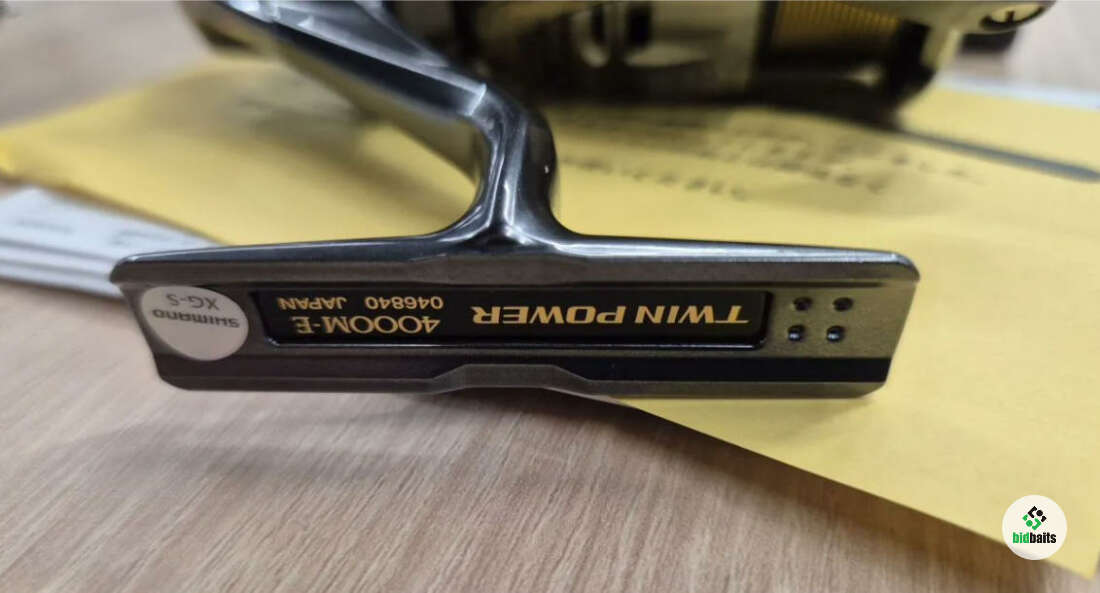 TWIN POWER
4000M-E
046840 JAPAN
SHIMANO
XG-S
bidbaits